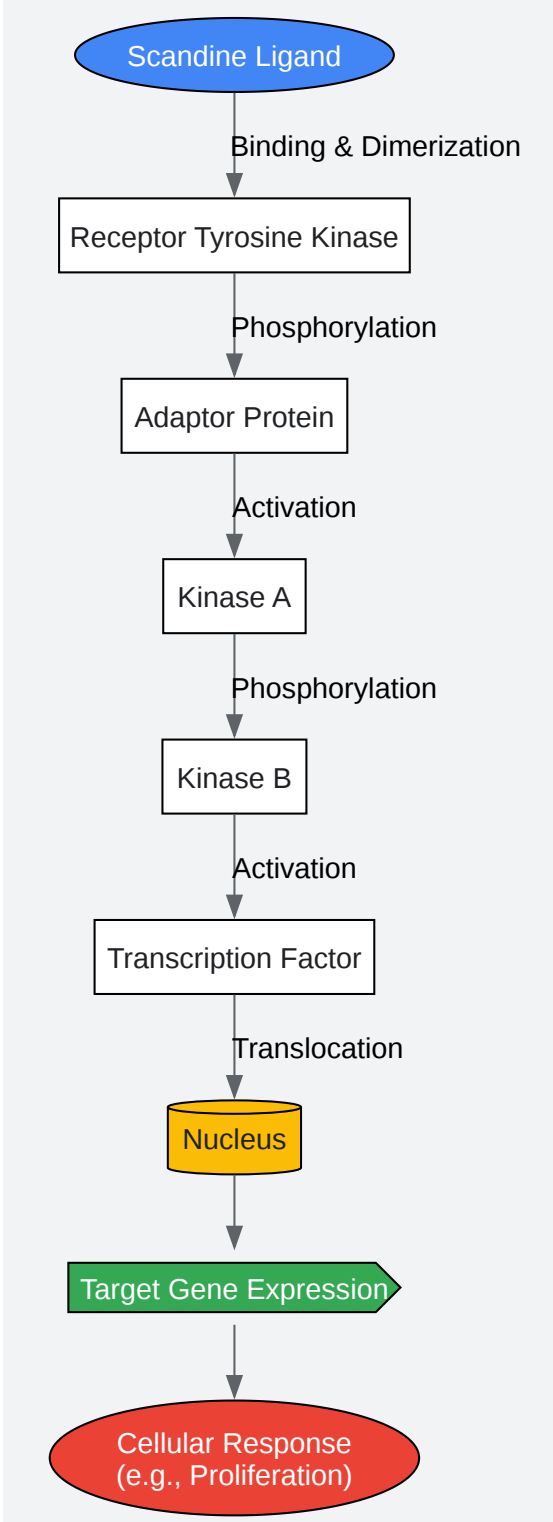 Scandine Ligand
Binding & Dimerization
Receptor Tyrosine Kinase
Phosphorylation
Adaptor Protein
Activation
Kinase A
Phosphorylation
Kinase B
Activation
Transcription Factor
Translocation
Nucleus
Target Gene Expression
Cellular Response
(e.g., Proliferation)